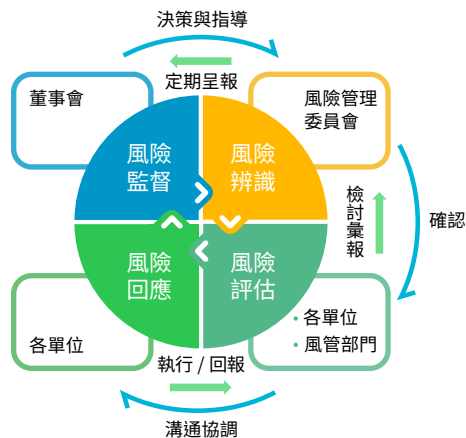 決策與指導
定期呈報
董事會
風險管理
委員會
風險
監督
風險
辨識
檢討彙報
確認
風險
回應
風險
評估
各單位
• 各單位
• 風管部門
執行 / 回報
溝通協調